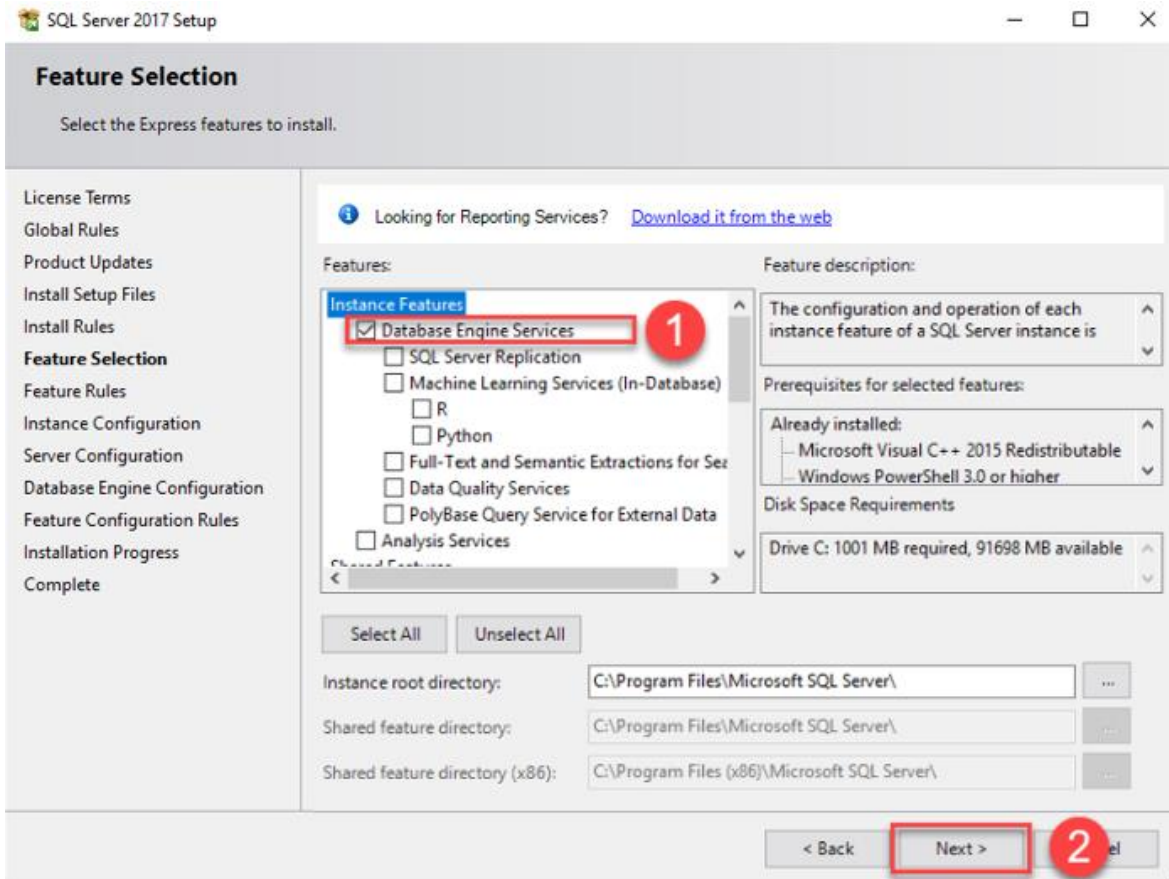 SQL Server 2017 Setup
Feature Selection
Select the Express features to install.
License Terms
Global Rules
Product Updates
Install Setup Files
Install Rules
Feature Selection
Feature Rules
Instance Configuration
Server Configuration
Database Engine Configuration
Feature Configuration Rules
Installation Progress
Complete
Looking for Reporting Services? Download it from the web
Features:
Instance Features
Database Engine Services
1
SQL Server Replication
Machine Learning Services (In-Database)
R
Python
Full-Text and Semantic Extractions for Sea
Data Quality Services
PolyBase Query Service for External Data
Analysis Services
Shared Features
Feature description:
The configuration and operation of each
instance feature of a SQL Server instance is
Prerequisites for selected features:
Already installed:
Microsoft Visual C++ 2015 Redistributable
Windows PowerShell 3.0 or higher
Disk Space Requirements
Drive C: 1001 MB required, 91698 MB available
Select All Unselect All
Instance root directory: C:\Program Files\Microsoft SQL Server\ ...
Shared feature directory: C:\Program Files\Microsoft SQL Server\ ...
Shared feature directory (x86): C:\Program Files (x86)\Microsoft SQL Server\ ...
< Back Next > 2 el